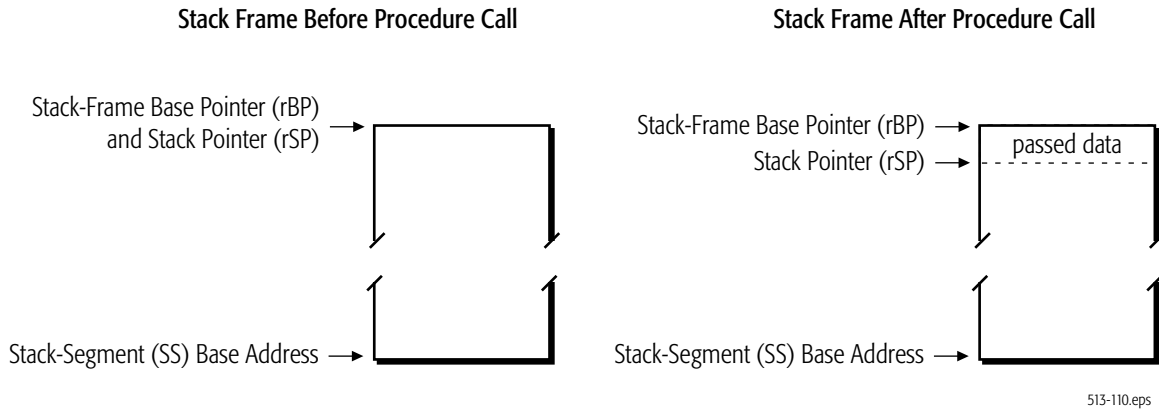 Stack Frame Before Procedure Call
Stack-Frame Base Pointer (rBP)
and Stack Pointer (rSP)
Stack-Segment (SS) Base Address
Stack Frame After Procedure Call
Stack-Frame Base Pointer (rBP)
passed data
Stack Pointer (rSP)
Stack-Segment (SS) Base Address
513-110.eps